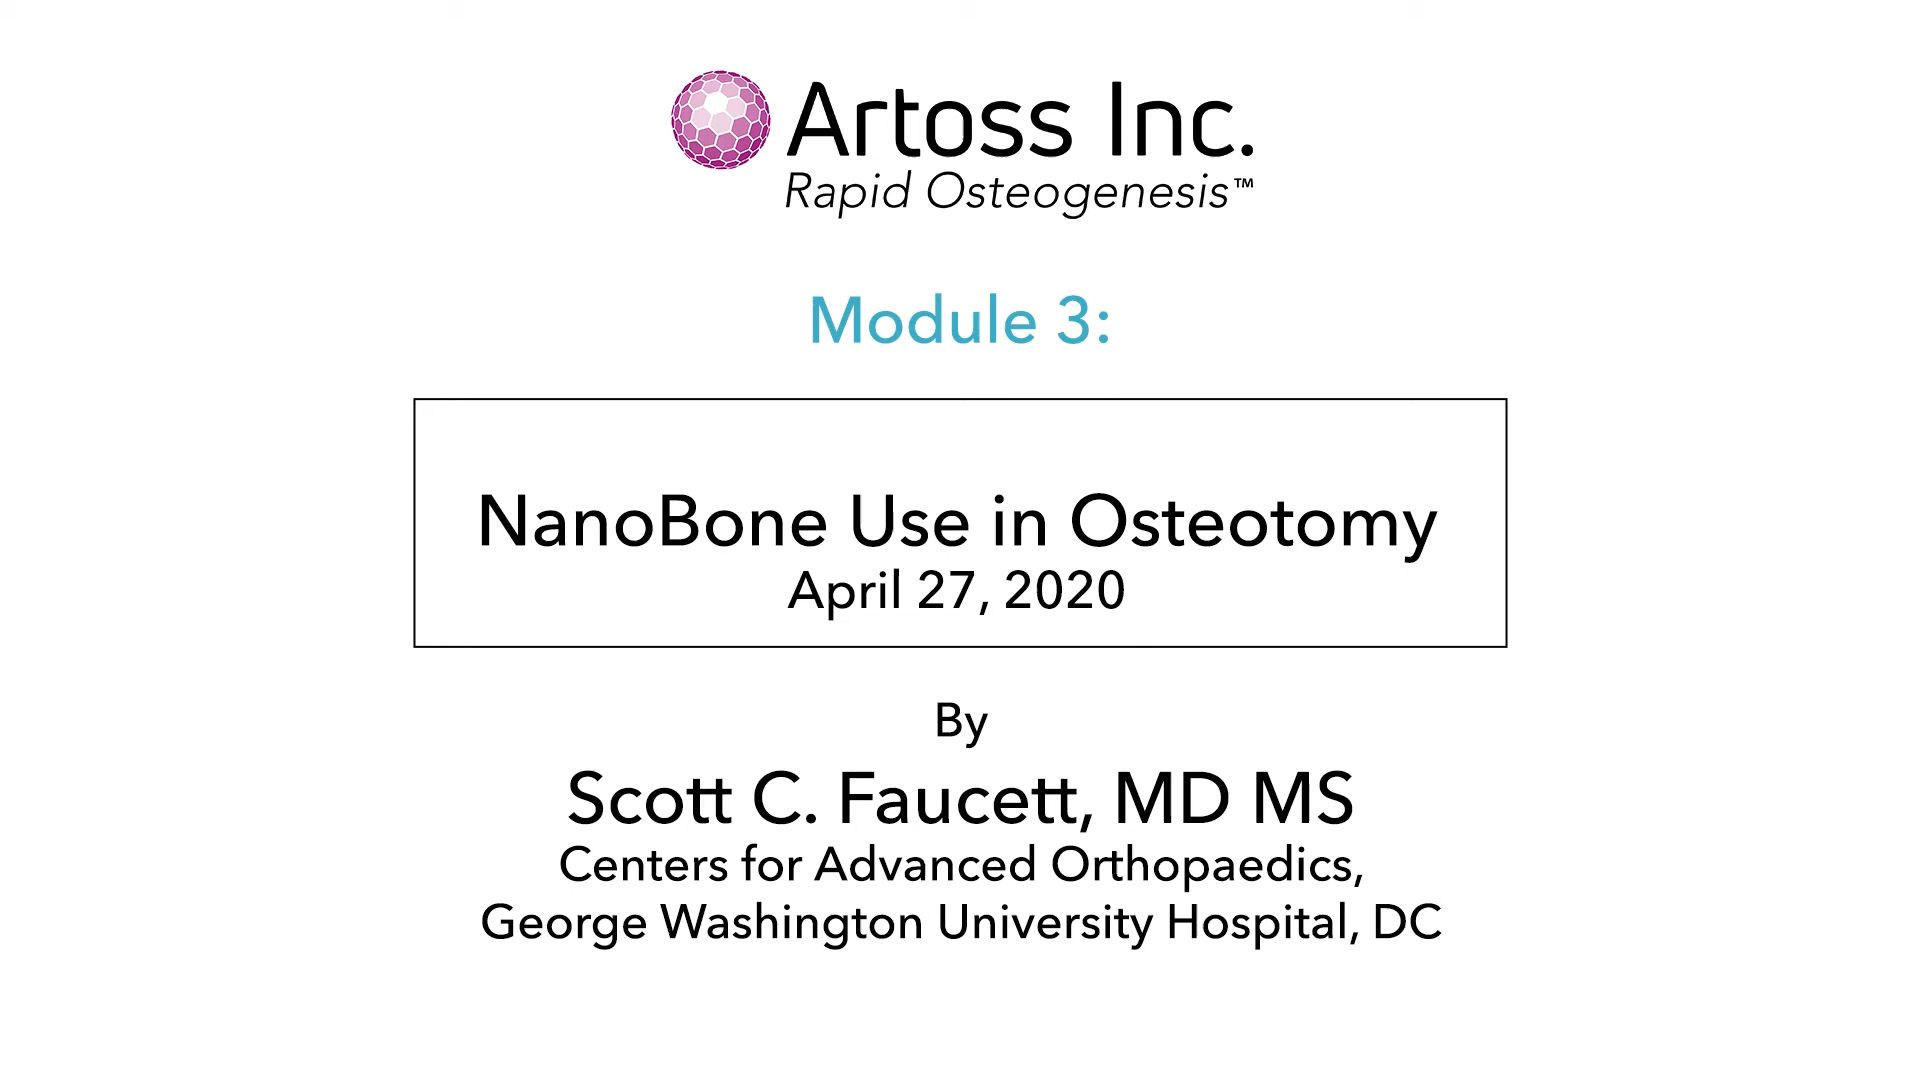 Artoss Inc.
Rapid Osteogenesis™
Module 3:
NanoBone Use in Osteotomy
April 27, 2020
By
Scott C. Faucett, MD MS
Centers for Advanced Orthopaedics,
George Washington University Hospital, DC